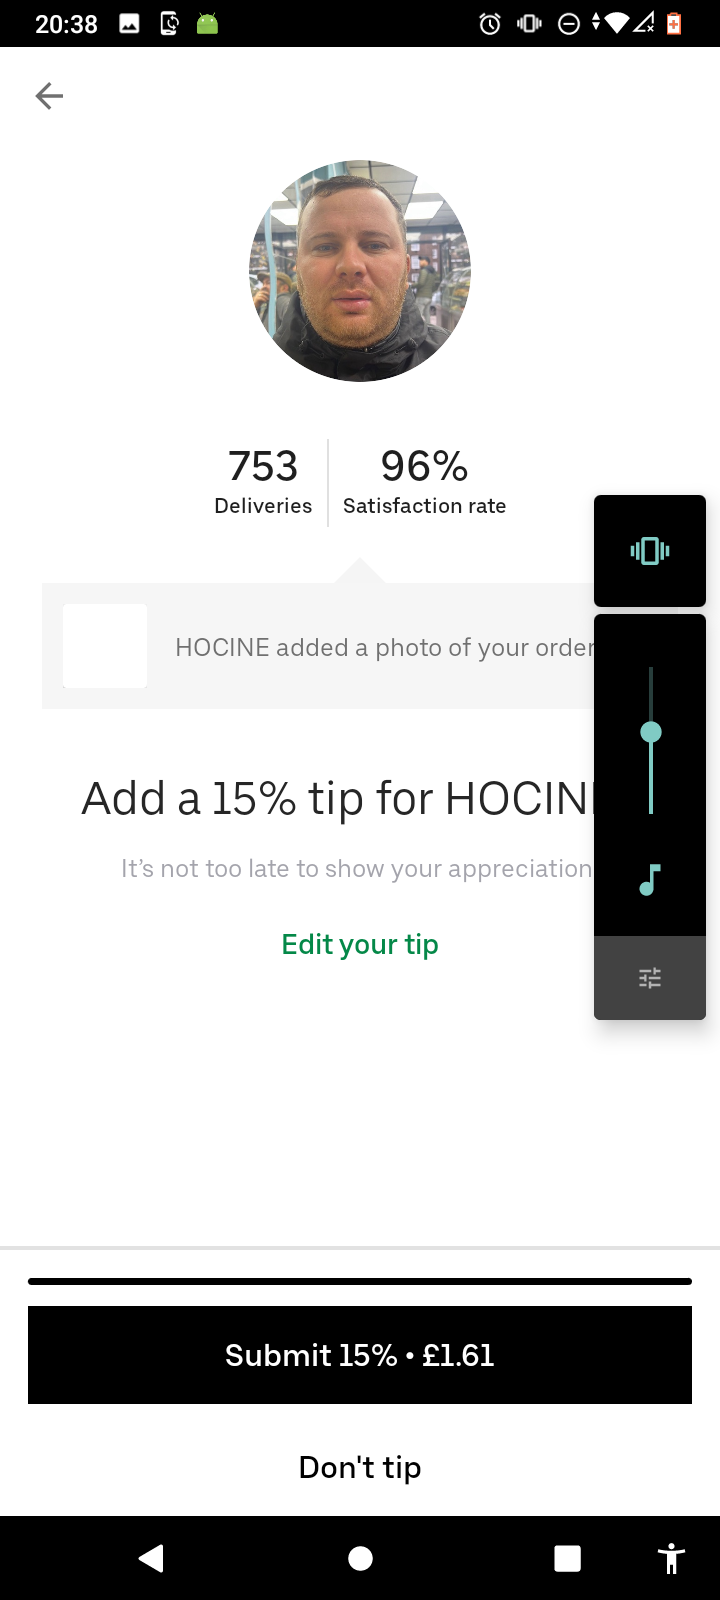 20:38
753
Deliveries
96%
Satisfaction rate
HOCINE added a photo of your order
Add a 15% tip for
It's not too late to show your appreciation
Edit your tip
Submit 15% • £1.61
Don't tip